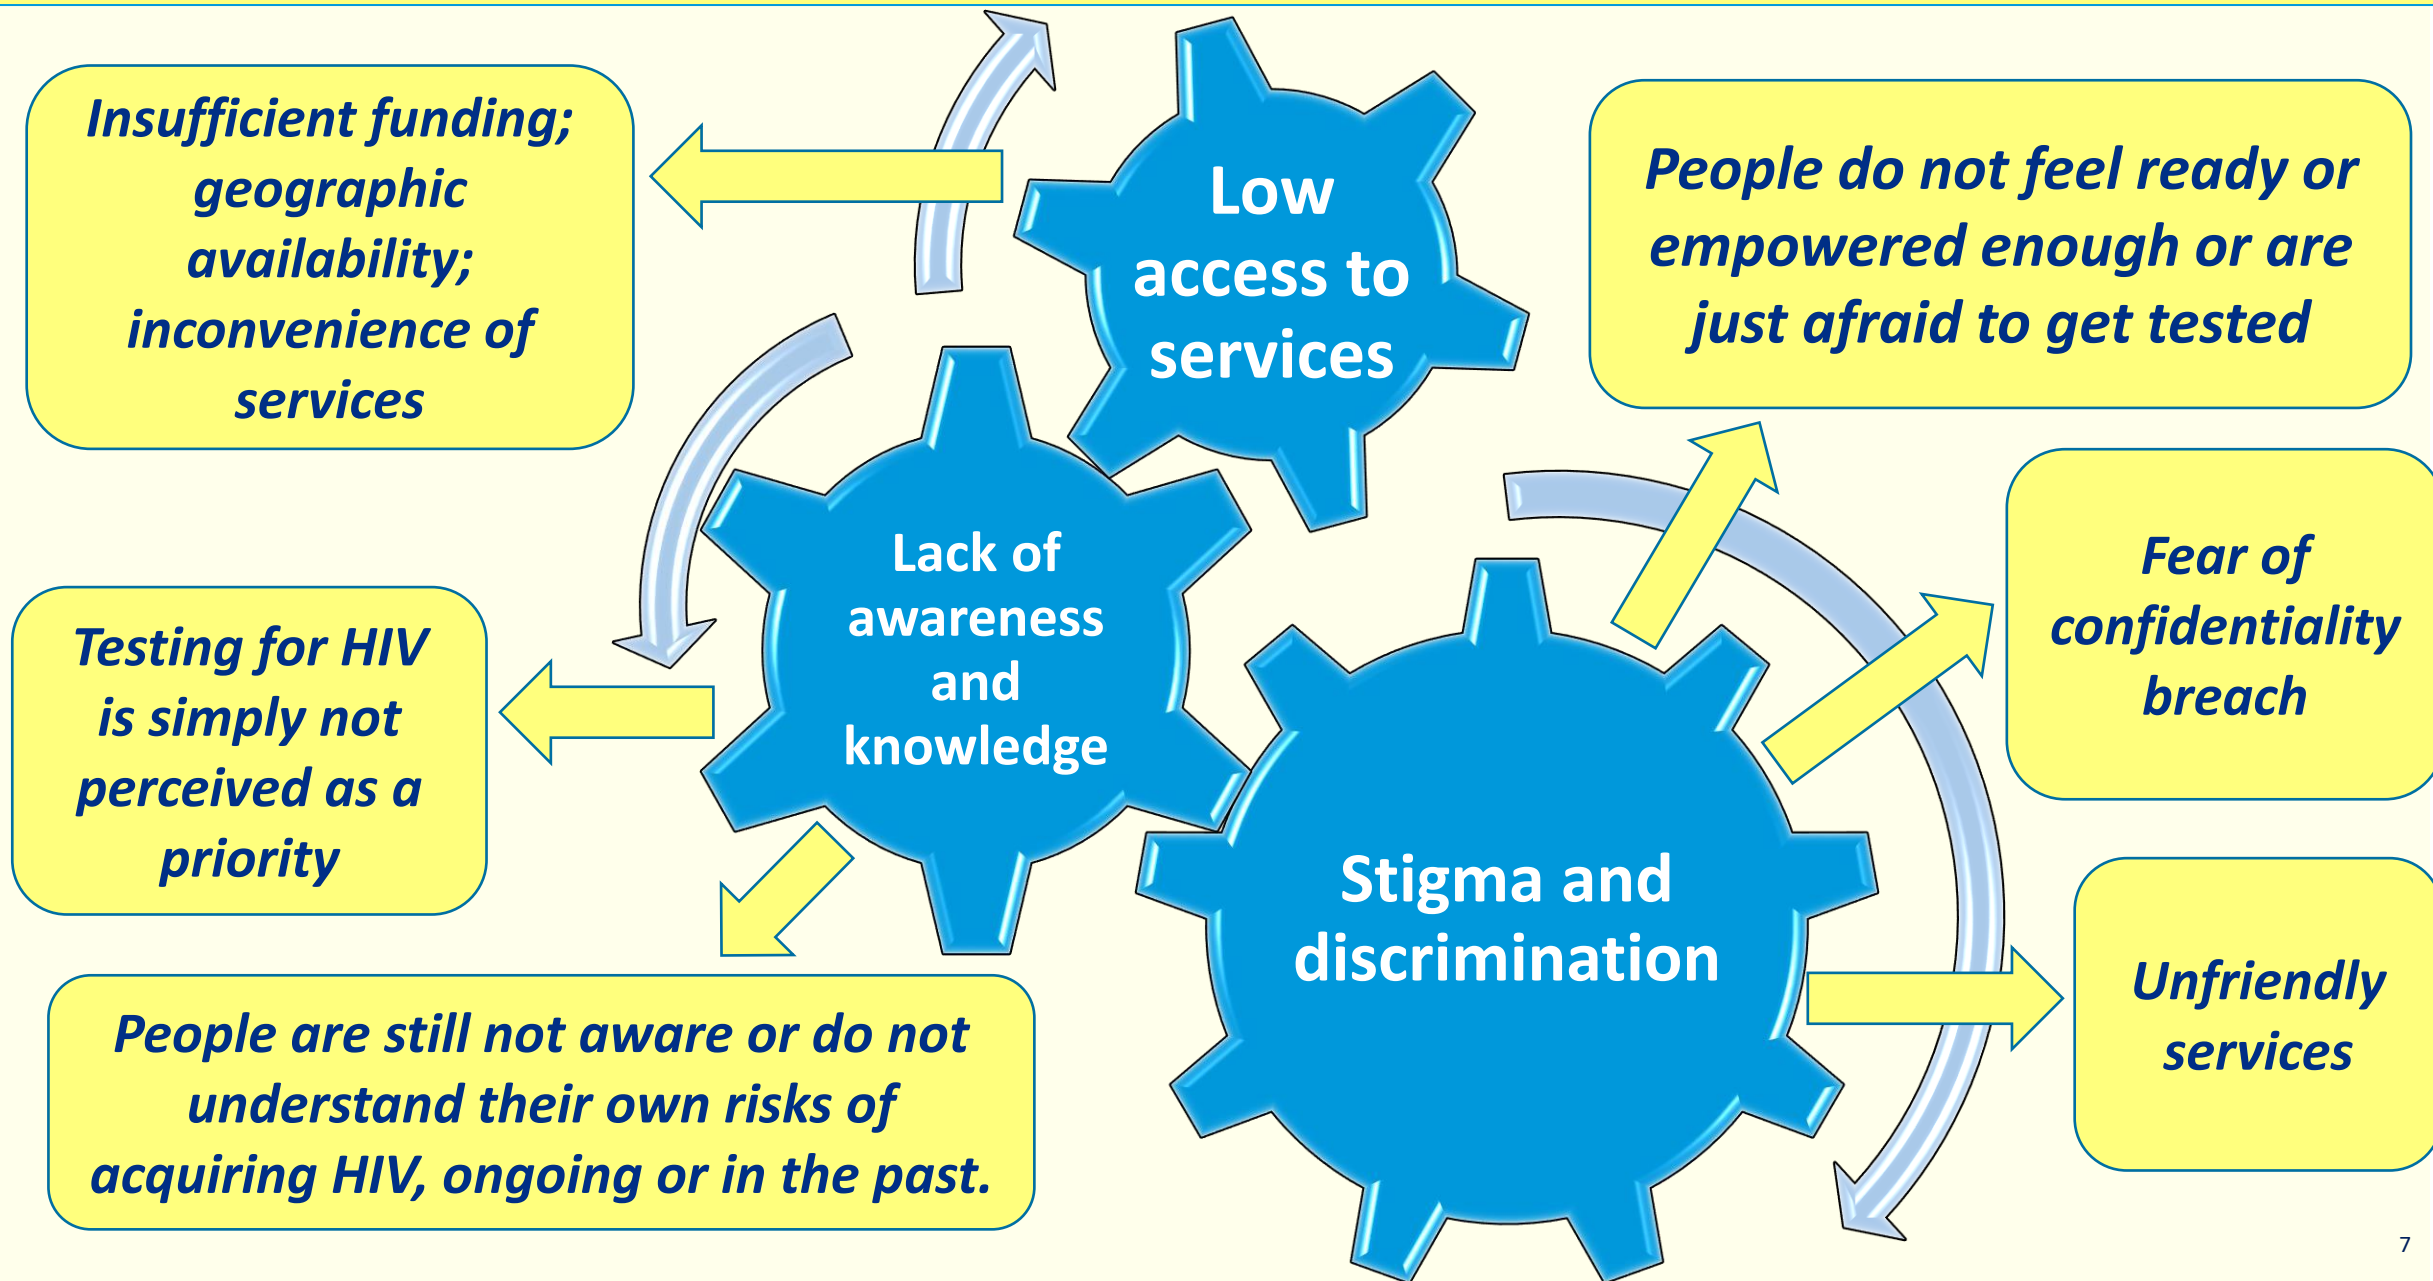 Insufficient funding;
geographic
availability;
inconvenience of
services
Low
access to
services
People do not feel ready or
empowered enough or are
just afraid to get tested
Fear of
confidentiality
breach
Lack of
awareness
and
knowledge
Testing for HIV
is simply not
perceived as a
priority
Stigma and
discrimination
Unfriendly
services
People are still not aware or do not
understand their own risks of
acquiring HIV, ongoing or in the past.
7